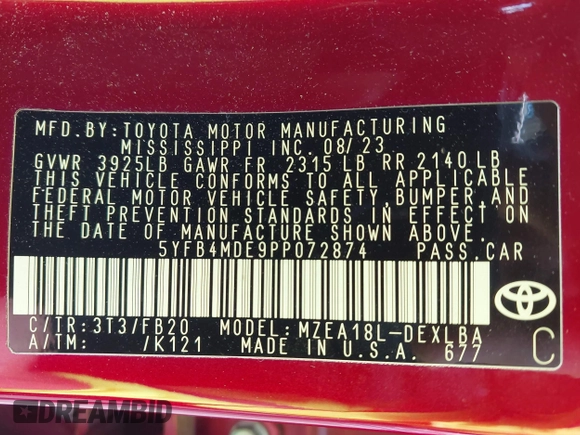 MFD.BY:TOYOTA MOTOR MANUFACTURING
MISSISSIPPI INC. 08/23
GVWR 3925LB GAWR FR 2315 LB RR 2140 LB
THIS VEHICLE CONFORMS TO ALL APPLICABLE
FEDERAL MOTOR VEHICLE SAFETY,BUMPER,AND
THEFT PREVENTION STANDARDS IN EFFECT ON
THE DATE OF MANUFACTURE SHOWN ABOVE.
5YFB4MDE9PP072874 PASS.CAR
C/TR:3T3/FB20 MODEL:MZEA18L-DEXLBA
A/TM: /K121 MADE IN U.S.A. 677 C
DREAMBID